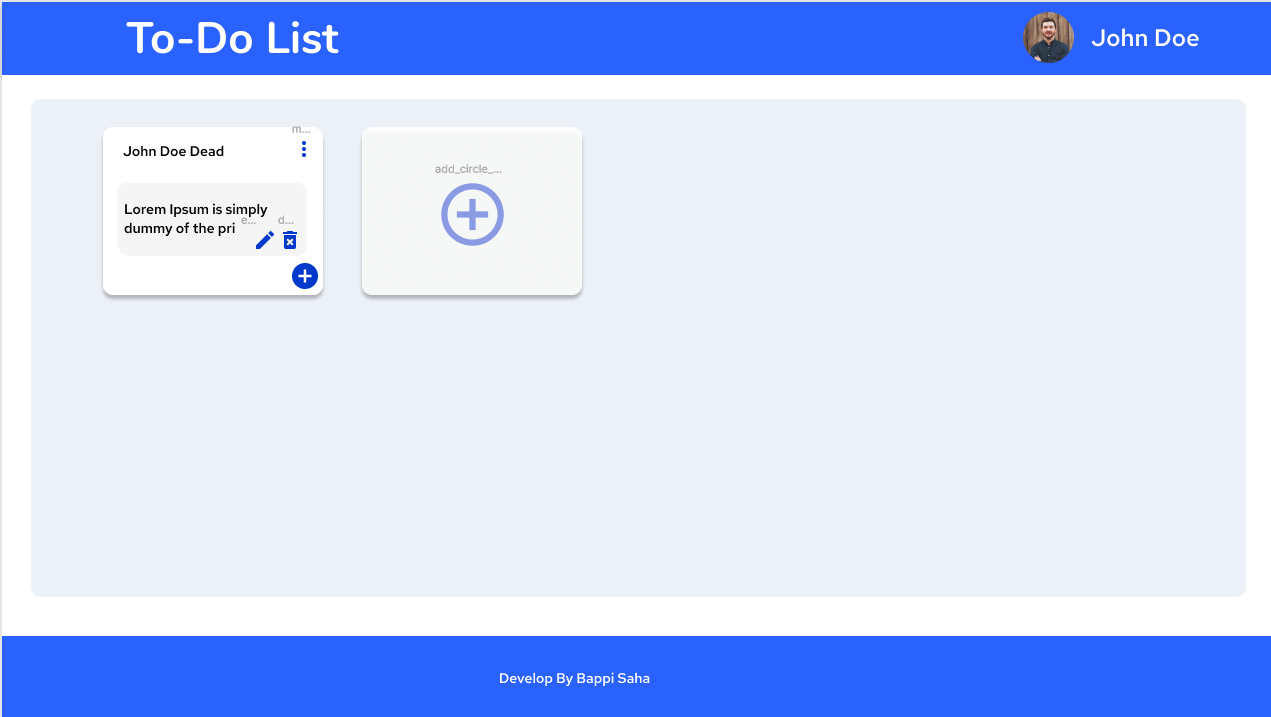 To-Do List
John Doe
m...
John Doe Dead
add_circle_...
Lorem Ipsum is simply
e...
d...
dummy of the pri
Develop By Bappi Saha